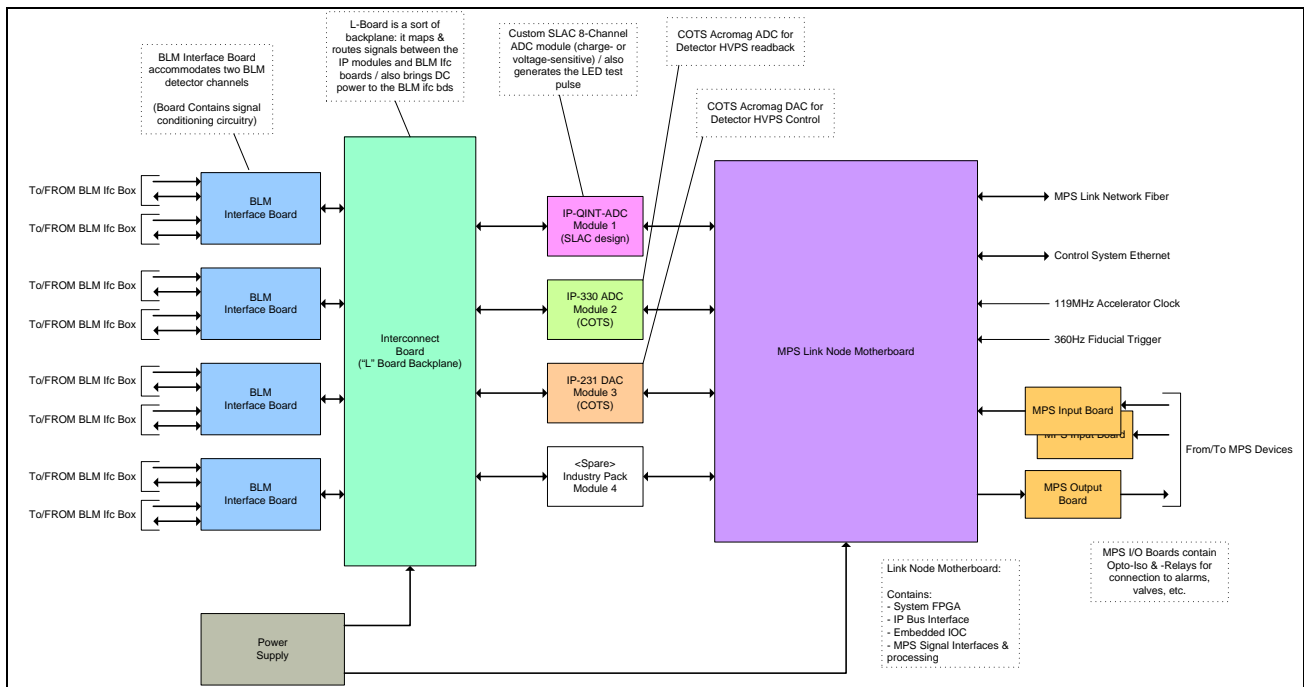 L-Board is a sort of
backplane: it maps &
routes signals between the
IP modules and BLM Ifc
boards / also brings DC
power to the BLM ifc bds
Custom SLAC 8-Channel
ADC module (charge- or
voltage-sensitive) / also
generates the LED test
pulse
COTS Acromag ADC for
Detector HVPS readback
BLM Interface Board
accommodates two BLM
detector channels
(Board Contains signal
conditioning circuitry)
COTS Acromag DAC for
Detector HVPS Control
To/FROM BLM Ifc Box
To/FROM BLM Ifc Box
BLM
Interface Board
To/FROM BLM Ifc Box
To/FROM BLM Ifc Box
BLM
Interface Board
To/FROM BLM Ifc Box
To/FROM BLM Ifc Box
BLM
Interface Board
To/FROM BLM Ifc Box
To/FROM BLM Ifc Box
BLM
Interface Board
Interconnect
Board
("L" Board Backplane)
IP-QINT-ADC
Module 1
(SLAC design)
IP-330 ADC
Module 2
(COTS)
IP-231 DAC
Module 3
(COTS)
<Spare>
Industry Pack
Module 4
MPS Link Node Motherboard
MPS Link Network Fiber
Control System Ethernet
119MHz Accelerator Clock
360Hz Fiducial Trigger
MPS Input Board
MPS Input Board
From/To MPS Devices
MPS Output
Board
MPS I/O Boards contain
Opto-Iso & -Relays for
connection to alarms,
valves, etc.
Link Node Motherboard:
Contains:
- System FPGA
- IP Bus Interface
- Embedded IOC
- MPS Signal Interfaces &
processing
Power
Supply